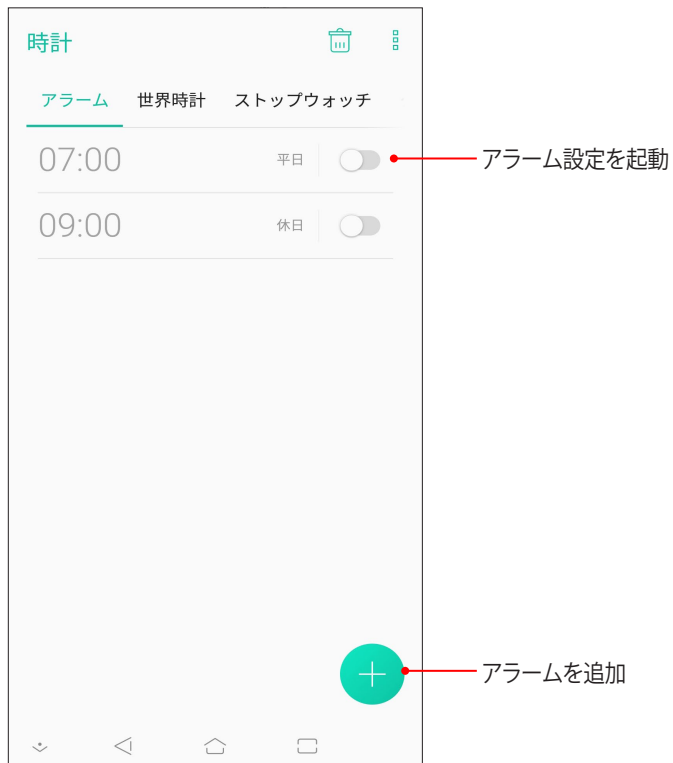 時計
アラーム 世界時計 ストップウォッチ
07:00 平日 アラーム設定を起動
09:00 休日
アラームを追加